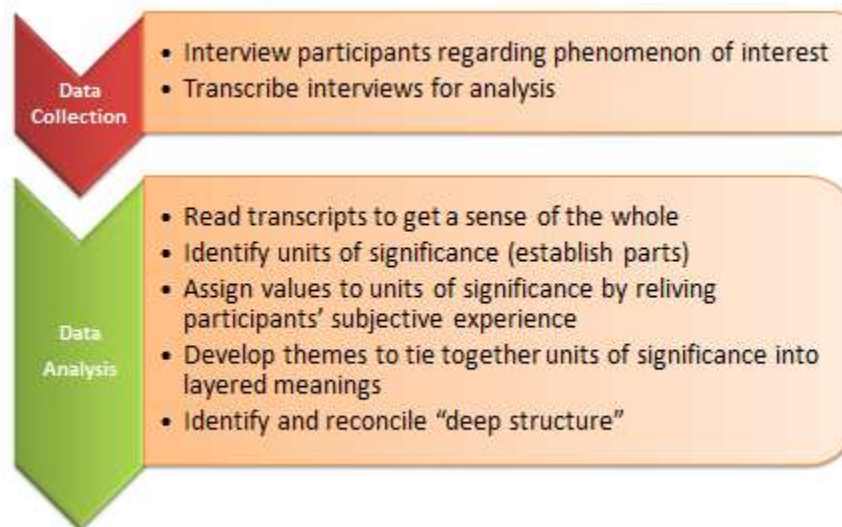 Data
Collection
• Interview participants regarding phenomenon of interest
• Transcribe interviews for analysis
Data
Analysis
• Read transcripts to get a sense of the whole
• Identify units of significance (establish parts)
• Assign values to units of significance by reliving
participants’ subjective experience
• Develop themes to tie together units of significance into
layered meanings
• Identify and reconcile “deep structure”